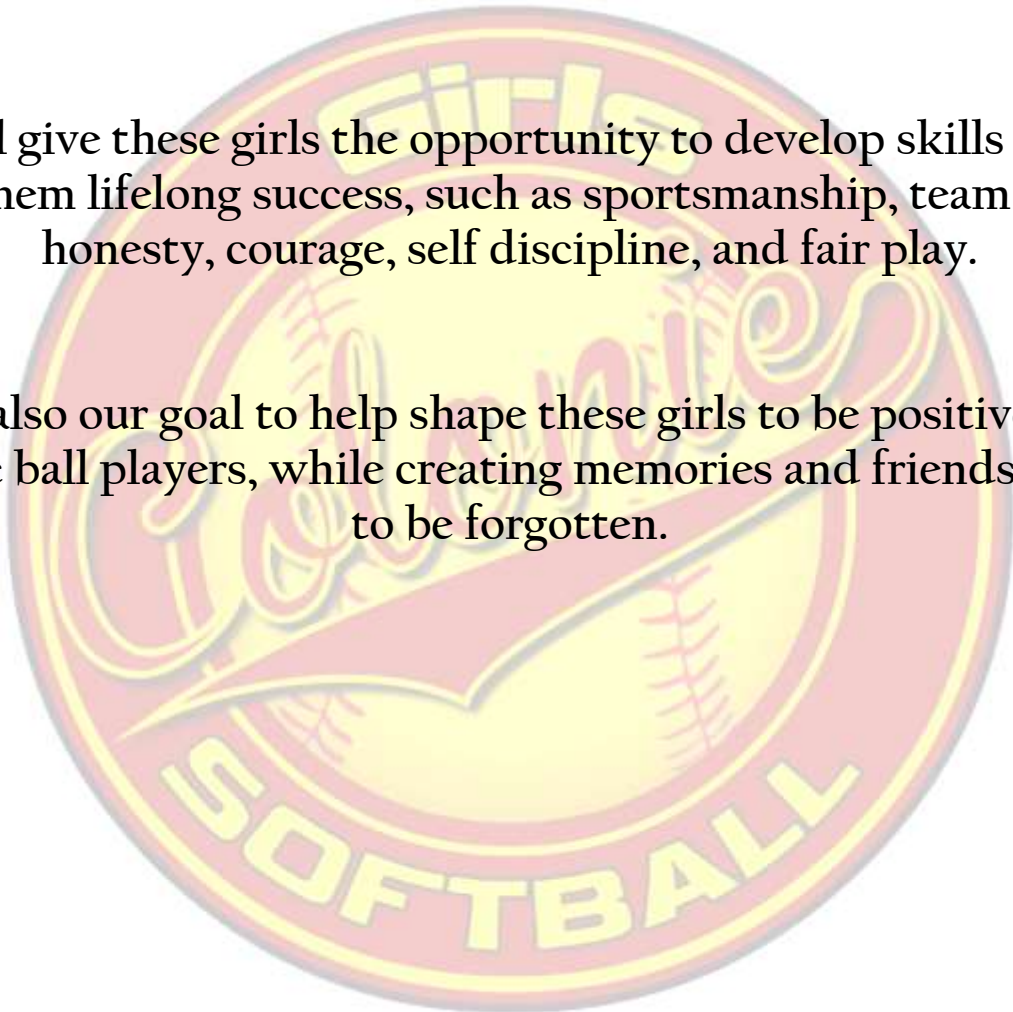 Girls
l give these girls the opportunity to develop skills
hem lifelong success, such as sportsmanship, team
honesty, courage, self discipline, and fair play.
Colonie
also our goal to help shape these girls to be positive
e ball players, while creating memories and friends
to be forgotten.
SOFTBALL